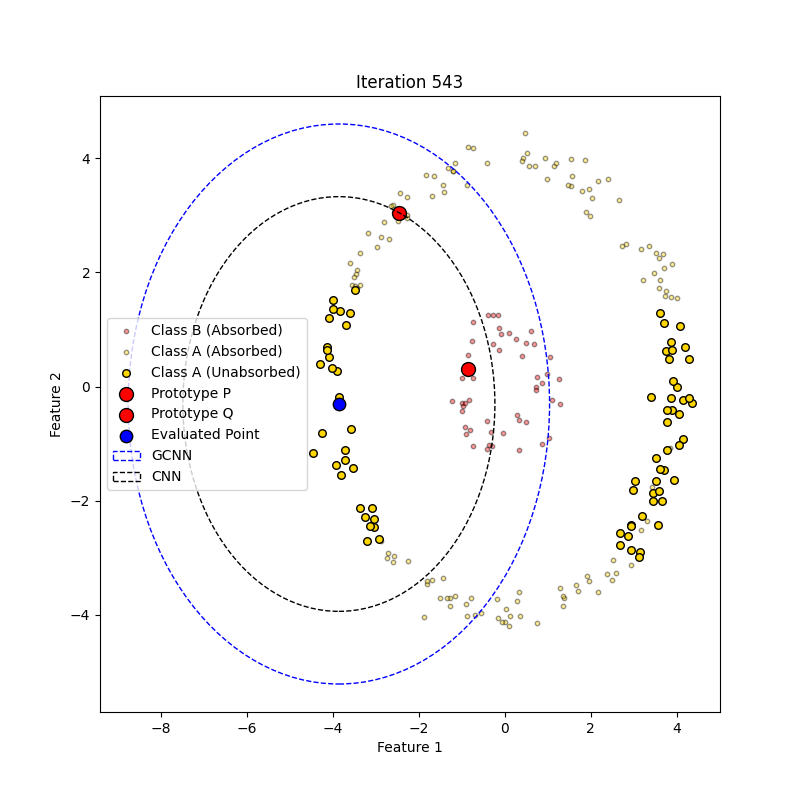 Iteration 543
4
2
0
−2
−4
Feature 2
Class B (Absorbed)
Class A (Absorbed)
Class A (Unabsorbed)
Prototype P
Prototype Q
Evaluated Point
GCNN
CNN
−8 −6 −4 −2 0 2 4
Feature 1